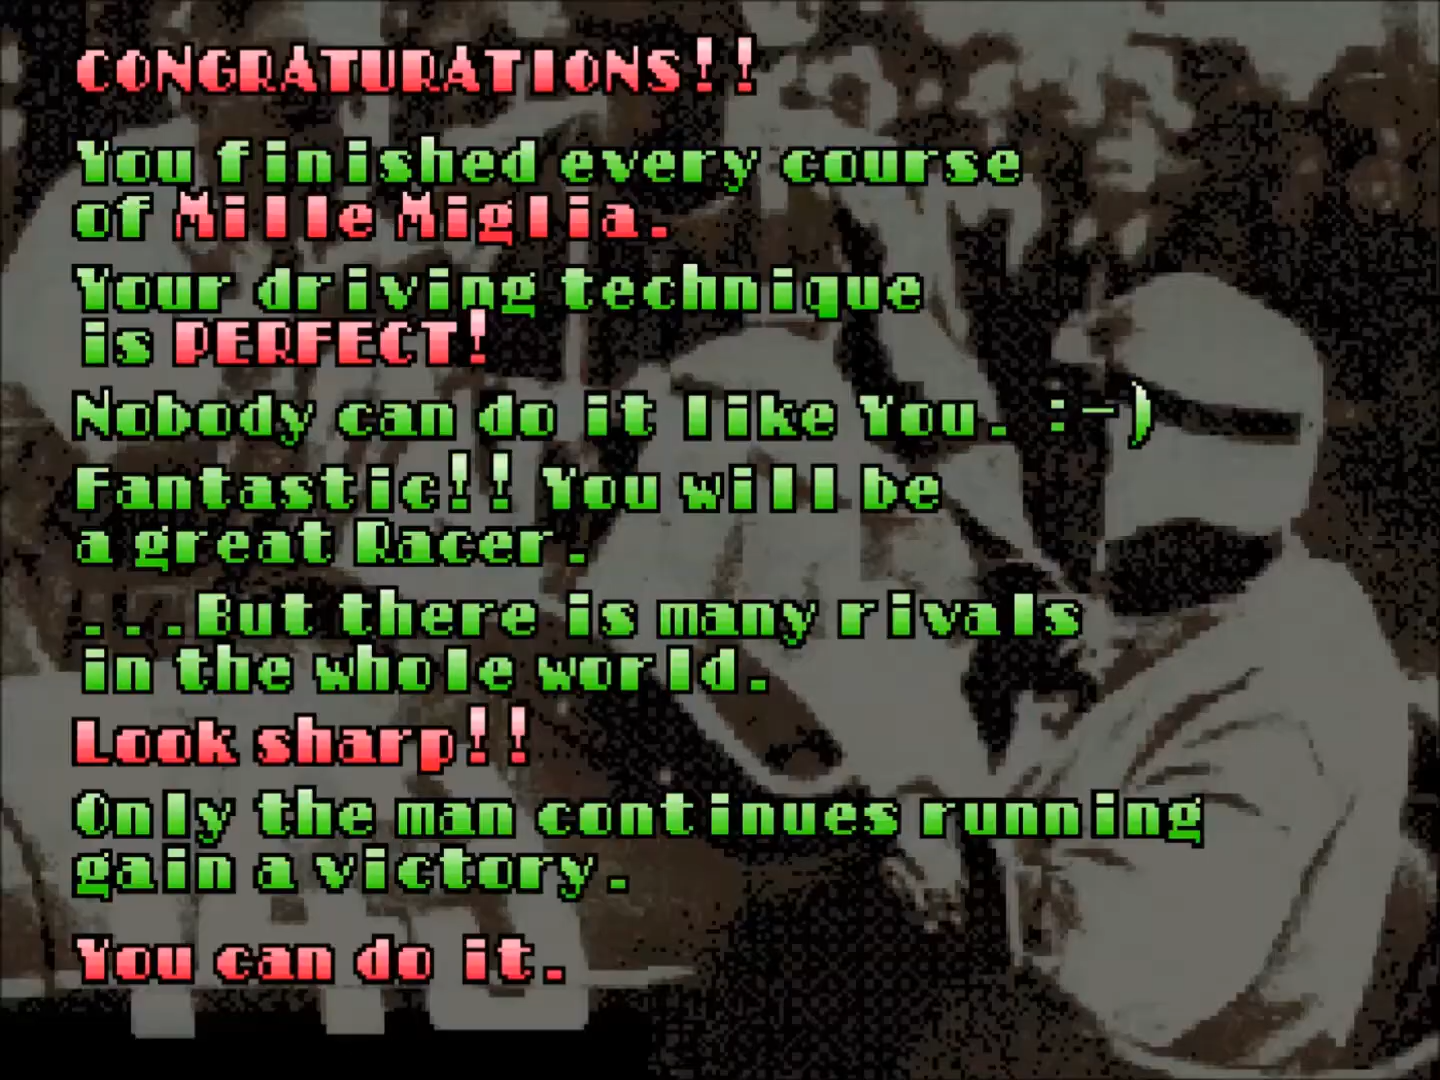 CONGRATURATIONS!!
You finished every course
of Mille Miglia.
Your driving technique
is PERFECT!
Nobody can do it like You. :-)
Fantastic!! You will be
a great Racer.
...But there is many rivals
in the whole world.
Look sharp!!
Only the man continues running
gain a victory.
You can do it.